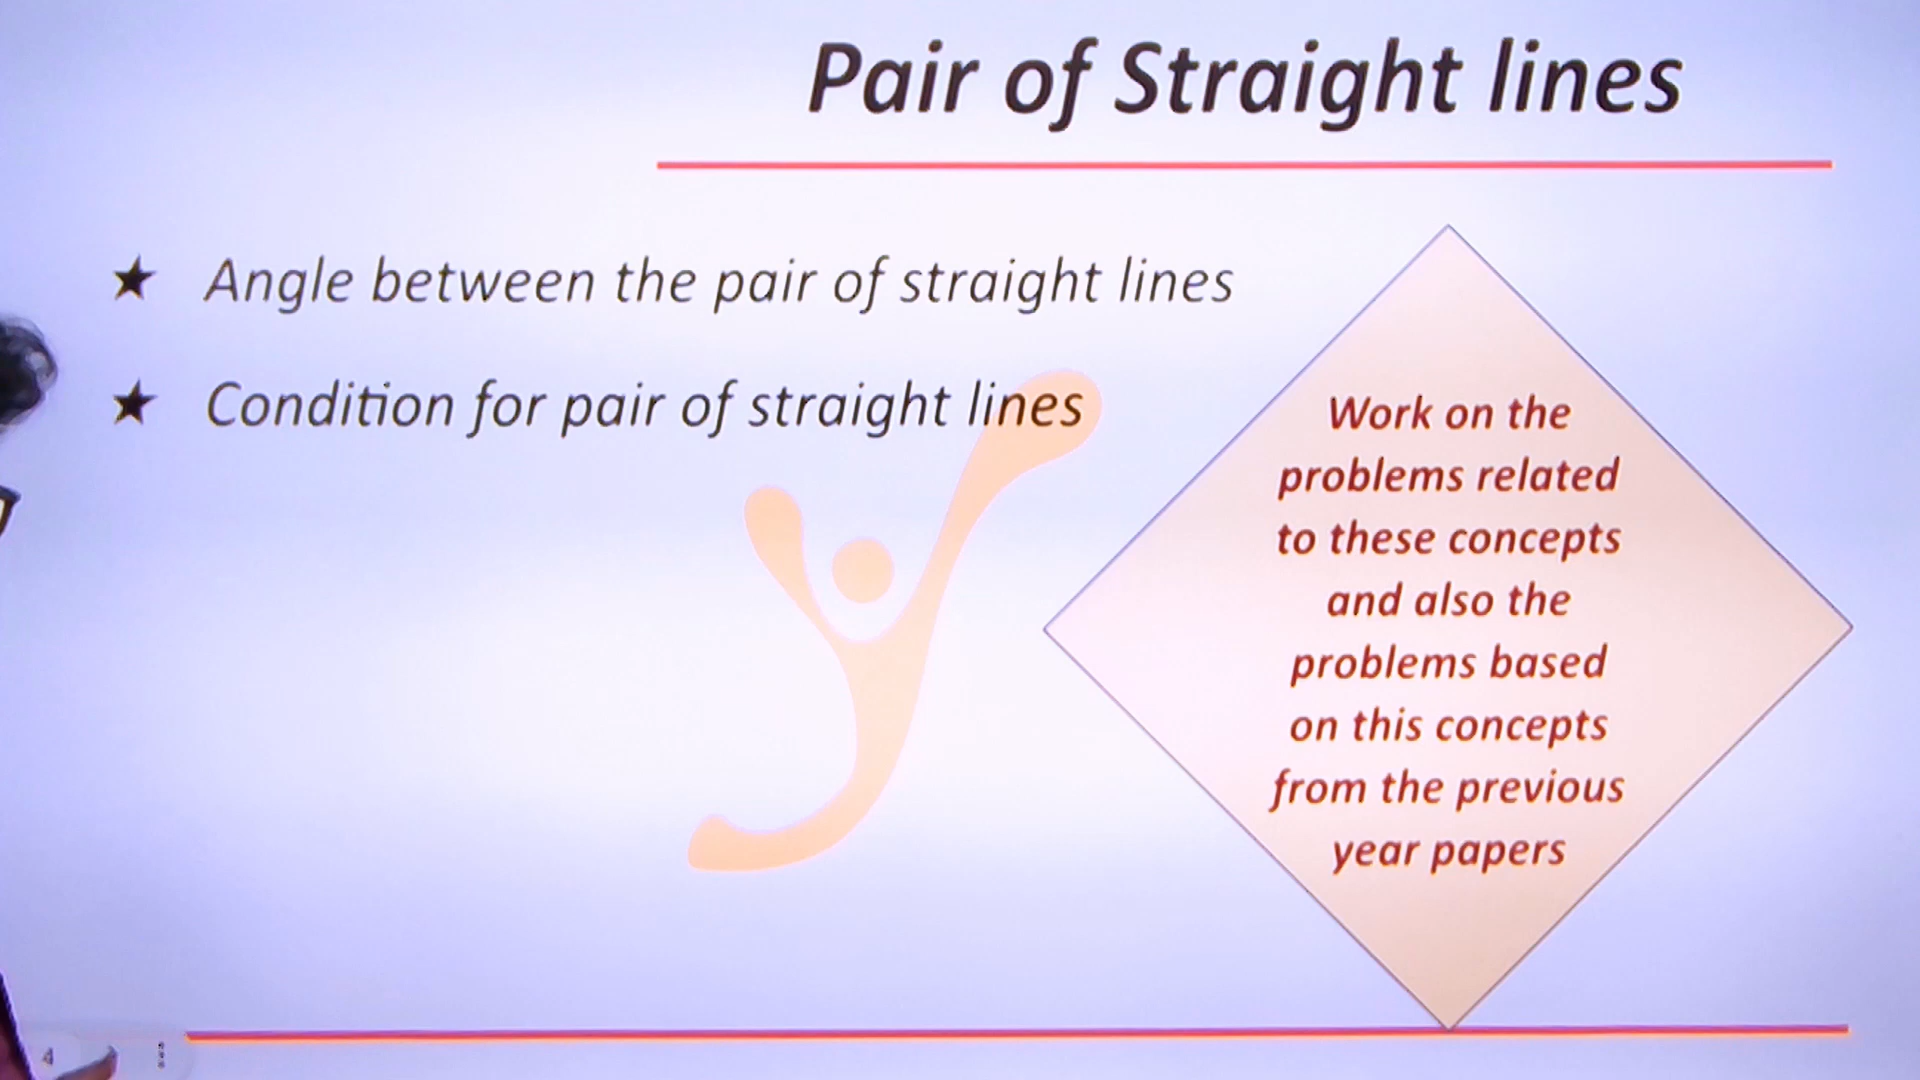 Pair of Straight lines
★ Angle between the pair of straight lines
★ Condition for pair of straight lines
Work on the
problems related
to these concepts
and also the
problems based
on this concepts
from the previous
year papers
4